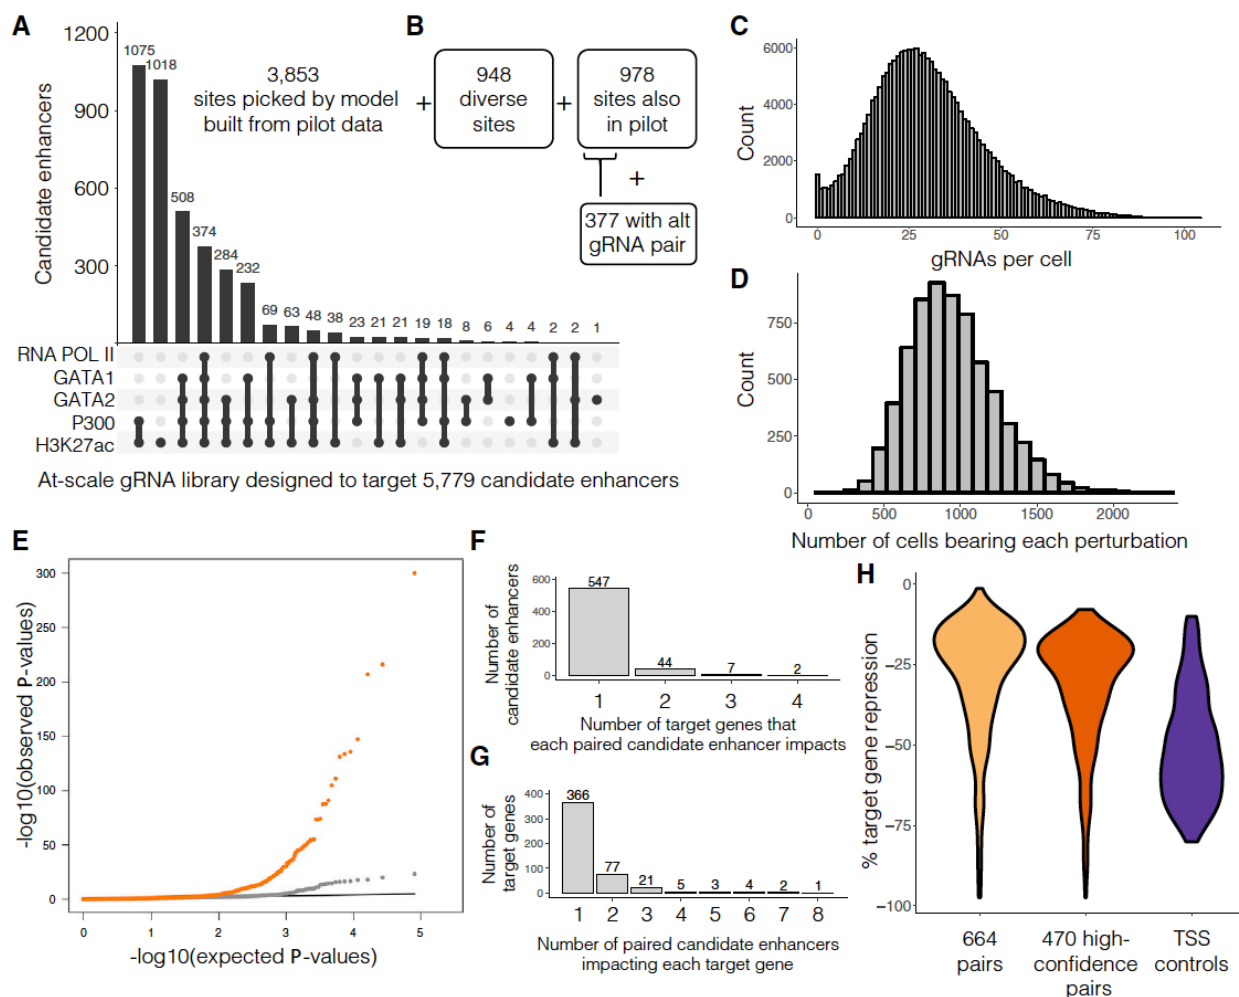 A
1200
900
600
300
Candidate enhancers
1075
1018
508
374
284
232
69
63
48
38
23
21
21
19
18
8
6
4
4
2
2
1
RNA POL II
GATA1
GATA2
P300
H3K27ac
At-scale gRNA library designed to target 5,779 candidate enhancers
B
3,853
sites picked by model
built from pilot data
+
948
diverse
sites
+
978
sites also
in pilot
+
377 with alt
gRNA pair
C
6000
4000
2000
0
Count
0
25
50
75
100
gRNAs per cell
D
750
500
250
0
Count
0
500
1000
1500
2000
Number of cells bearing each perturbation
E
300
250
200
150
100
50
0
-log10(observed P-values)
0
1
2
3
4
5
-log10(expected P-values)
F
600
400
200
0
Number of
candidate enhancers
547
44
7
2
1
2
3
4
Number of target genes that
each paired candidate enhancer impacts
G
400
300
200
100
0
Number of
target genes
366
77
21
5
3
4
2
1
1
2
3
4
5
6
7
8
Number of paired candidate enhancers
impacting each target gene
H
0
−25
−50
−75
−100
% target gene repression
664
pairs
470 high-
confidence
pairs
TSS
controls